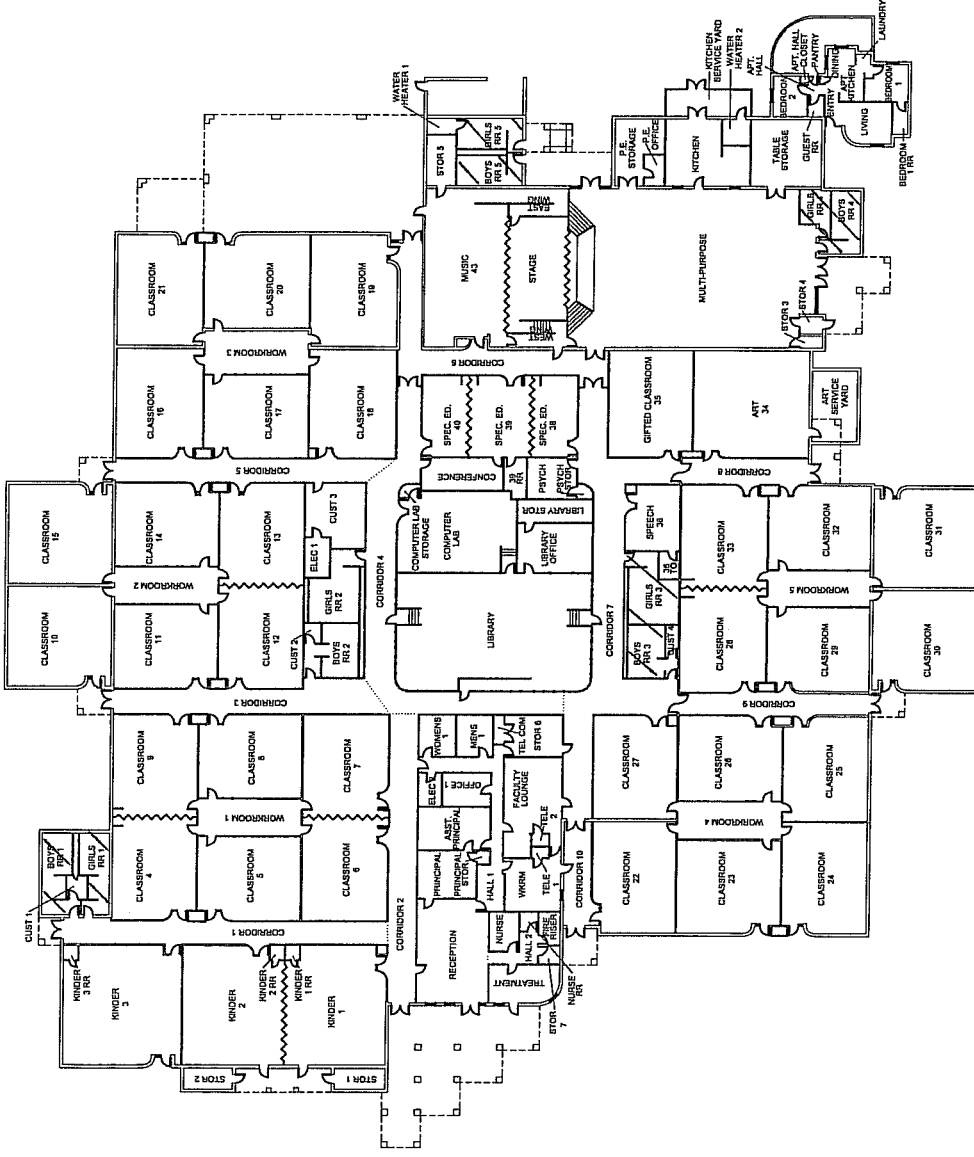 CLASSROOM
15
CLASSROOM
14
CLASSROOM
13
CUST 3
ELEC 1
WORKROOM 2
GIRLS
RR 2
CUST 2
BOYS
RR 2
CLASSROOM
10
CLASSROOM
11
CLASSROOM
12
CORRIDOR 3
CLASSROOM
9
CLASSROOM
8
CLASSROOM
7
WORKROOM 1
BOYS
RR 1
GIRLS
RR 1
CUST 1
CLASSROOM
4
CLASSROOM
5
CLASSROOM
6
CORRIDOR 1
KINDER
3 RR
KINDER
2 RR
KINDER
1 RR
KINDER
3
KINDER
2
KINDER
1
STOR 2
STOR 1
CLASSROOM
21
CLASSROOM
20
CLASSROOM
19
WORKROOM 3
CLASSROOM
16
CLASSROOM
17
CLASSROOM
18
CORRIDOR 5
CORRIDOR 4
CORRIDOR 2
WATER
HEATER 1
STOR 5
GIRLS
RR 5
BOYS
RR 5
MUSIC
43
EAST
WING
STAGE
WEST
WING
MULTI-PURPOSE
CORRIDOR 6
SPEC. ED.
40
SPEC. ED.
39
SPEC. ED.
38
CONFERENCE
39
RR
PSYCH
PSYCH
STOR
COMPUTER LAB
STORAGE
COMPUTER
LAB
LIBRARY STOR
LIBRARY
OFFICE
LIBRARY
WOMENS
1
MENS
1
TEL COM
STOR 6
ELEC 2
OFFICE 1
FACULTY
LOUNGE
ASST.
PRINCIPAL
TELE
2
PRINCIPAL
PRINCIPAL
STOR.
HALL 1
WKRM
TELE
1
RECEPTION
NURSE
HALL 2
FIRE
RISER
TREATMENT
NURSE
RR
STOR
7
P.E.
STORAGE
P.E.
OFFICE
KITCHEN
KITCHEN
SERVICE YARD
WATER
HEATER 2
TABLE
STORAGE
APT.
HALL
BEDROOM
2
APT. HALL
CLOSET
PANTRY
DINING
LAUNDRY
APT
KITCHEN
BEDROOM
1
ENTRY
GUEST
RR
LIVING
BEDROOM
1 RR
GIRLS
RR 4
BOYS
RR 4
STOR 3
STOR 4
GIFTED CLASSROOM
35
ART
34
ART
SERVICE
YARD
CORRIDOR 8
CORRIDOR 7
SPEECH
36
GIRLS
RR 3
BOYS
RR 3
CUST 4
CLASSROOM
33
CLASSROOM
32
CLASSROOM
31
WORKROOM 5
CLASSROOM
28
CLASSROOM
29
CLASSROOM
30
CORRIDOR 9
CLASSROOM
27
CLASSROOM
26
CLASSROOM
25
WORKROOM 4
CORRIDOR 10
CLASSROOM
22
CLASSROOM
23
CLASSROOM
24